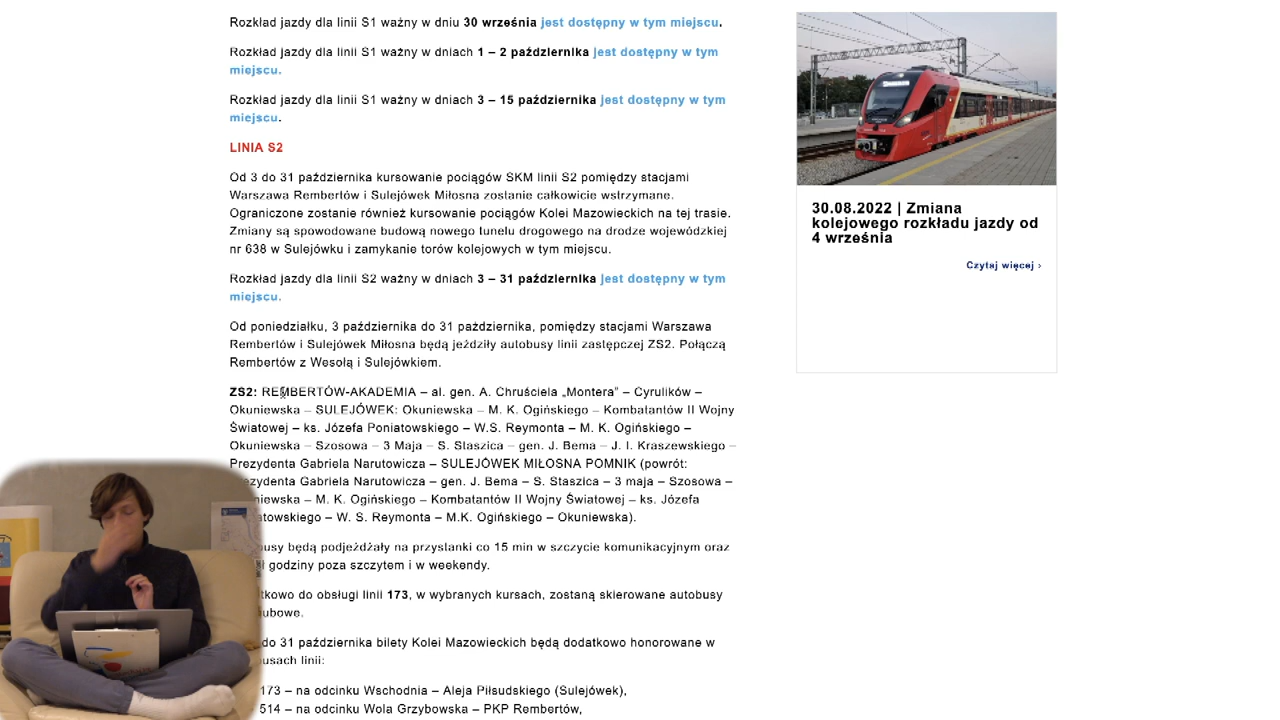 Rozkład jazdy dla linii S1 ważny w dniu 30 września jest dostępny w tym miejscu.
Rozkład jazdy dla linii S1 ważny w dniach 1 – 2 października jest dostępny w tym
miejscu.
Rozkład jazdy dla linii S1 ważny w dniach 3 – 15 października jest dostępny w tym
miejscu.
LINIA S2
Od 3 do 31 października kursowanie pociągów SKM linii S2 pomiędzy stacjami
Warszawa Rembertów i Sulejówek Miłosna zostanie całkowicie wstrzymane.
Ograniczone zostanie również kursowanie pociągów Kolei Mazowieckich na tej trasie.
Zmiany są spowodowane budową nowego tunelu drogowego na drodze wojewódzkiej
nr 638 w Sulejówku i zamykanie torów kolejowych w tym miejscu.
Rozkład jazdy dla linii S2 ważny w dniach 3 – 31 październíka jest dostępny w tym
miejscu.
Od poniedziałku, 3 października do 31 października, pomiędzy stacjami Warszawa
Rembertów i Sulejówek Miłosna będą jeździły autobusy linii zastępczej ZS2. Połączą
Rembertów z Wesołą i Sulejówkiem.
ZS2: REMBERTÓW-AKADEMIA – al. gen. A. Chruściela „Montera” – Cyrulików –
Okuniewska – SULEJÓWEK: Okuniewska – M. K. Ogińskiego – Kombatantów II Wojny
Światowej – ks. Józefa Poniatowskiego – W.S. Reymonta – M. K. Ogińskiego –
Okuniewska – Szosowa – 3 Maja – S. Staszica – gen. J. Bema – J. I. Kraszewskiego –
Prezydenta Gabriela Narutowicza – SULEJÓWEK MIŁOSNA POMNIK (powrót:
ezydenta Gabriela Narutowicza – gen. J. Bema – S. Staszica – 3 maja – Szosowa –
niewska – M. K. Ogińskiego – Kombatantów II Wojny Światowej – ks. Józefa
atowskiego – W. S. Reymonta – M.K. Ogińskiego – Okuniewska).
usy będą podjeżdżały na przystanki co 15 min w szczycie komunikacyjnym oraz
godziny poza szczytem i w weekendy.
tkowo do obsługi linii 173, w wybranych kursach, zostaną skierowane autobusy
ubowe.
do 31 października bilety Kolei Mazowieckich będą dodatkowo honorowane w
usach linii:
173 – na odcinku Wschodnia – Aleja Piłsudskiego (Sulejówek),
514 – na odcinku Wola Grzybowska – PKP Rembertów,
30.08.2022 | Zmiana
kolejowego rozkładu jazdy od
4 września
Czytaj więcej ›